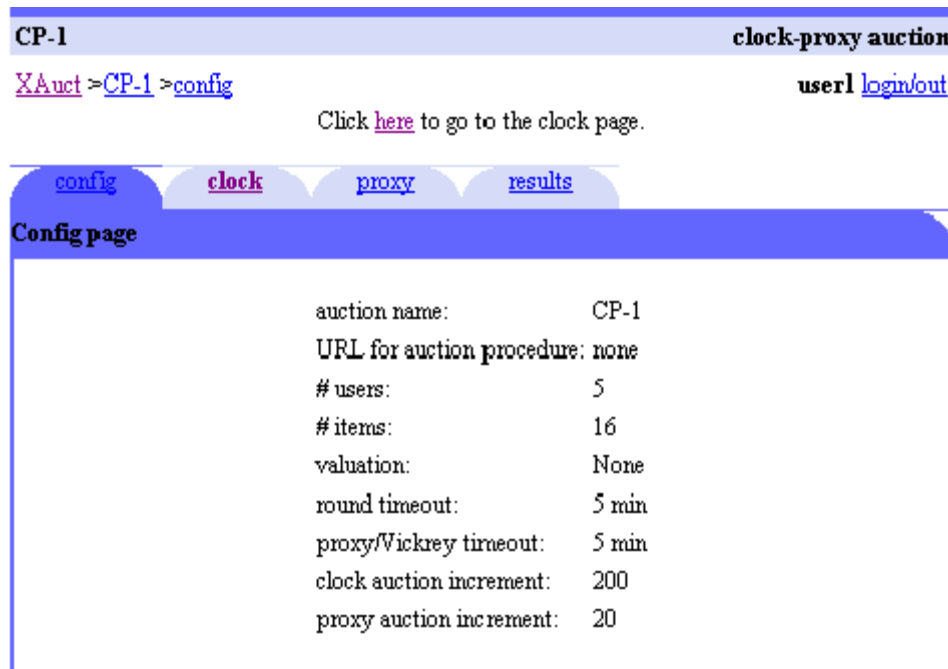 CP-1 clock-proxy auction
XAuct >CP-1 >config user1 login/out
Click here to go to the clock page.
config clock proxy results
Config page
auction name: CP-1
URL for auction procedure: none
# users: 5
# items: 16
valuation: None
round timeout: 5 min
proxy/Vickrey timeout: 5 min
clock auction increment: 200
proxy auction increment: 20